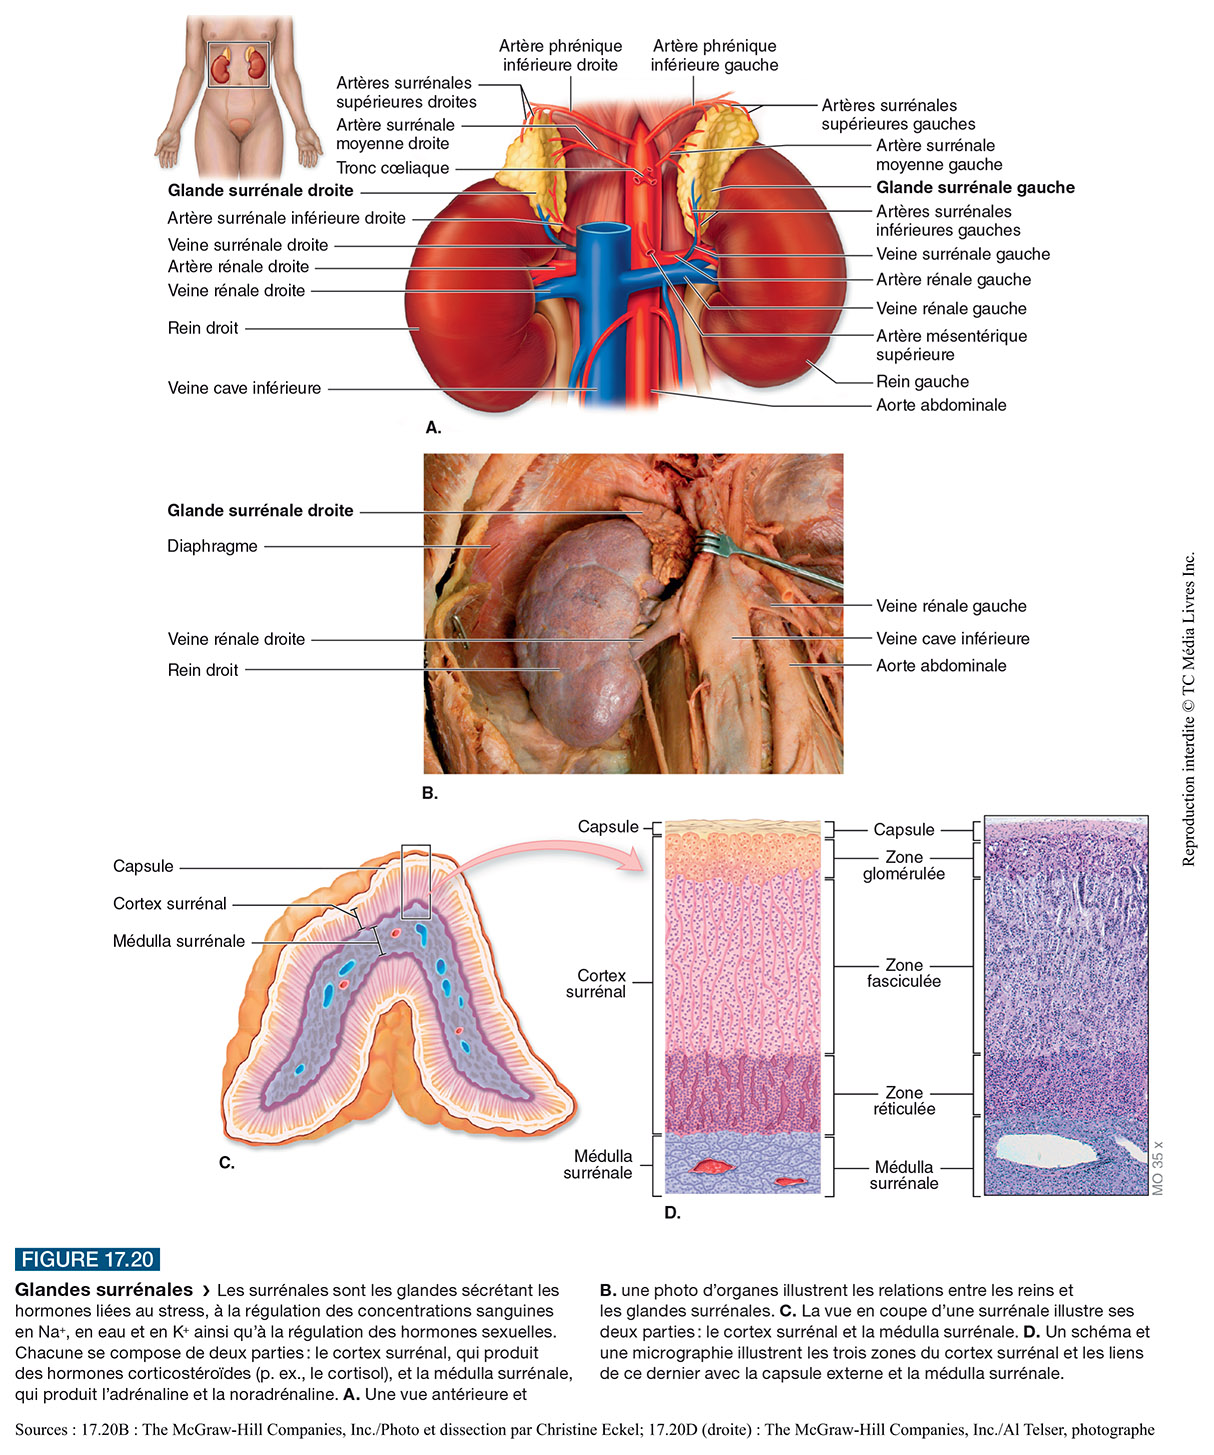 Artère phrénique
inférieure droite
Artère phrénique
inférieure gauche
Artères surrénales
supérieures droites
Artère surrénale
moyenne droite
Tronc cœliaque
Glande surrénale droite
Artère surrénale inférieure droite
Veine surrénale droite
Artère rénale droite
Veine rénale droite
Rein droit
Veine cave inférieure
Artères surrénales
supérieures gauches
Artère surrénale
moyenne gauche
Glande surrénale gauche
Artères surrénales
inférieures gauches
Veine surrénale gauche
Artère rénale gauche
Veine rénale gauche
Artère mésentérique
supérieure
Rein gauche
Aorte abdominale
A.
Glande surrénale droite
Diaphragme
Veine rénale droite
Rein droit
Veine rénale gauche
Veine cave inférieure
Aorte abdominale
B.
Capsule
Cortex surrénal
Médulla surrénale
C.
Capsule
Cortex
surrénal
Médulla
surrénale
Capsule
Zone
glomérulée
Zone
fasciculée
Zone
réticulée
Médulla
surrénale
D.
MO 35 x
Reproduction interdite © TC Média Livres Inc.
FIGURE 17.20
Glandes surrénales ❯ Les surrénales sont les glandes sécrétant les
hormones liées au stress, à la régulation des concentrations sanguines
en Na⁺, en eau et en K⁺ ainsi qu’à la régulation des hormones sexuelles.
Chacune se compose de deux parties : le cortex surrénal, qui produit
des hormones corticostéroïdes (p. ex., le cortisol), et la médulla surrénale,
qui produit l’adrénaline et la noradrénaline. A. Une vue antérieure et
B. une photo d’organes illustrent les relations entre les reins et
les glandes surrénales. C. La vue en coupe d’une surrénale illustre ses
deux parties : le cortex surrénal et la médulla surrénale. D. Un schéma et
une micrographie illustrent les trois zones du cortex surrénal et les liens
de ce dernier avec la capsule externe et la médulla surrénale.
Sources : 17.20B : The McGraw-Hill Companies, Inc./Photo et dissection par Christine Eckel; 17.20D (droite) : The McGraw-Hill Companies, Inc./Al Telser, photographe